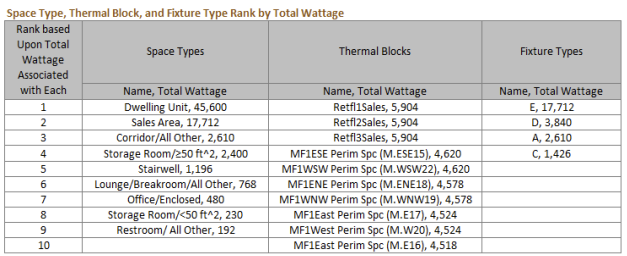 Space Type, Thermal Block, and Fixture Type Rank by Total Wattage
Rank based Upon Total Wattage Associated with Each | Space Types | Thermal Blocks | Fixture Types
Name, Total Wattage | Name, Total Wattage | Name, Total Wattage
1 | Dwelling Unit, 45,600 | Retfl1Sales, 5,904 | E, 17,712
2 | Sales Area, 17,712 | Retfl2Sales, 5,904 | D, 3,840
3 | Corridor/All Other, 2,610 | Retfl3Sales, 5,904 | A, 2,610
4 | Storage Room/≥50 ft^2, 2,400 | MF1ESE Perim Spc (M.ESE15), 4,620 | C, 1,426
5 | Stairwell, 1,196 | MF1WSW Perim Spc (M.WSW22), 4,620
6 | Lounge/Breakroom/All Other, 768 | MF1ENE Perim Spc (M.ENE18), 4,578
7 | Office/Enclosed, 480 | MF1WNW Perim Spc (M.WNW19), 4,578
8 | Storage Room/<50 ft^2, 230 | MF1East Perim Spc (M.E17), 4,524
9 | Restroom/ All Other, 192 | MF1West Perim Spc (M.W20), 4,524
10 | MF1East Perim Spc (M.E16), 4,518